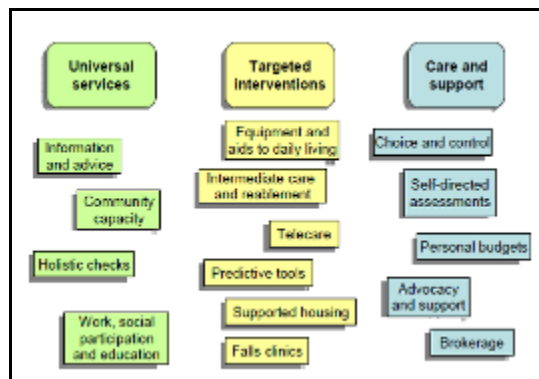 Universal
services
Information
and advice
Community
capacity
Holistic checks
Work, social
participation
and education
Targeted
interventions
Equipment and
aids to daily living
Intermediate care
and reablement
Telecare
Predictive tools
Supported housing
Falls clinics
Care and
support
Choice and control
Self-directed
assessments
Personal budgets
Advocacy
and support
Brokerage